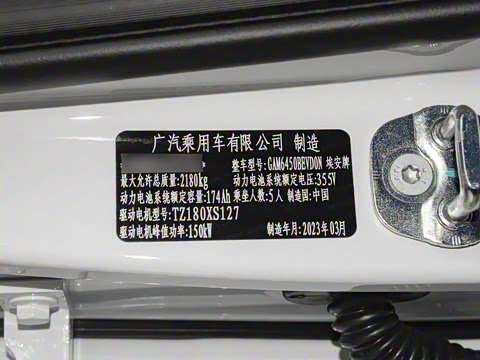 广汽乘用车有限公司 制造
整车型号:GAM6450BEVD0N 埃安牌
最大允许总质量:2180kg 动力电池系统额定电压:355V
动力电池系统额定容量:174Ah 乘坐人数:5人 制造国:中国
驱动电机型号:TZ180XS127
驱动电机峰值功率:150kW 制造年月:2023年03月